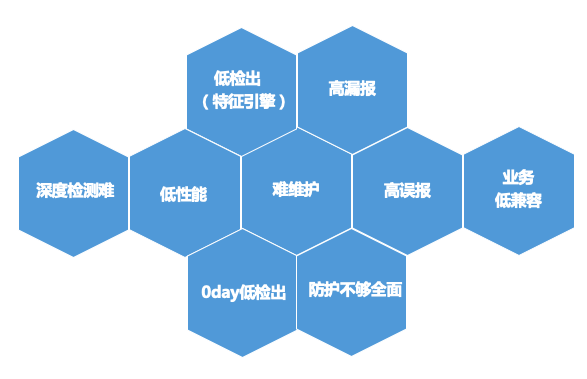 低检出
（特征引擎）
高漏报
深度检测难
低性能
难维护
高误报
业务
低兼容
0day低检出
防护不够全面